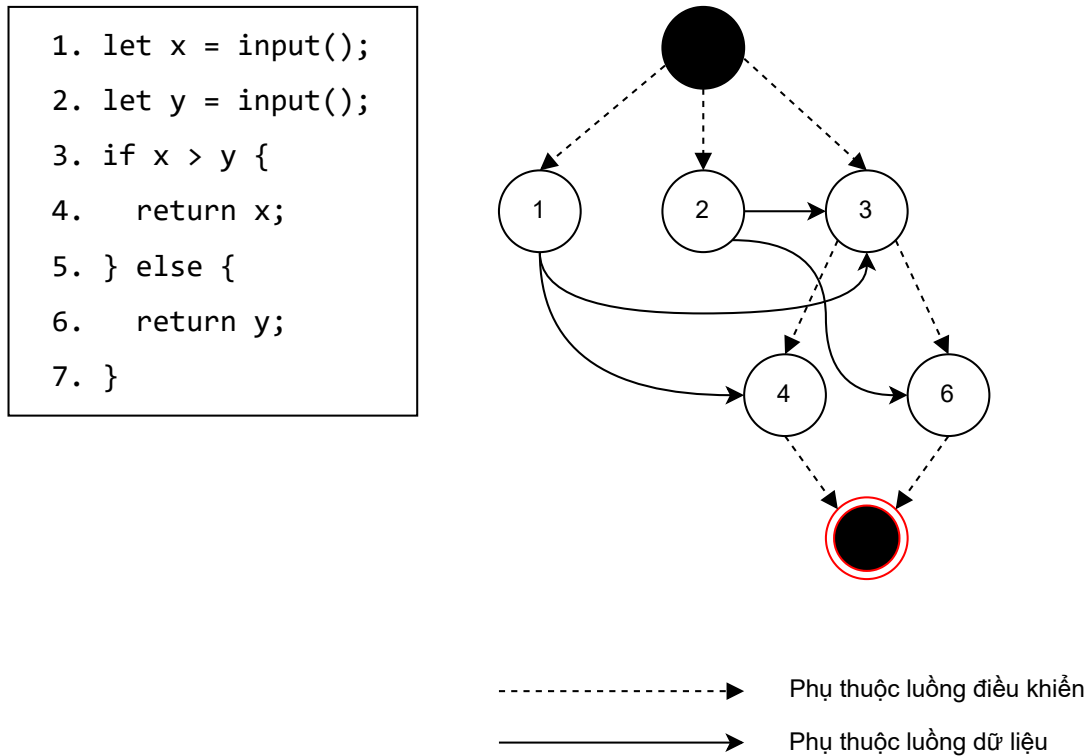 1. let x = input();
2. let y = input();
3. if x > y {
4.   return x;
5. } else {
6.   return y;
7. }
1
2
3
4
6
Phụ thuộc luồng điều khiển
Phụ thuộc luồng dữ liệu